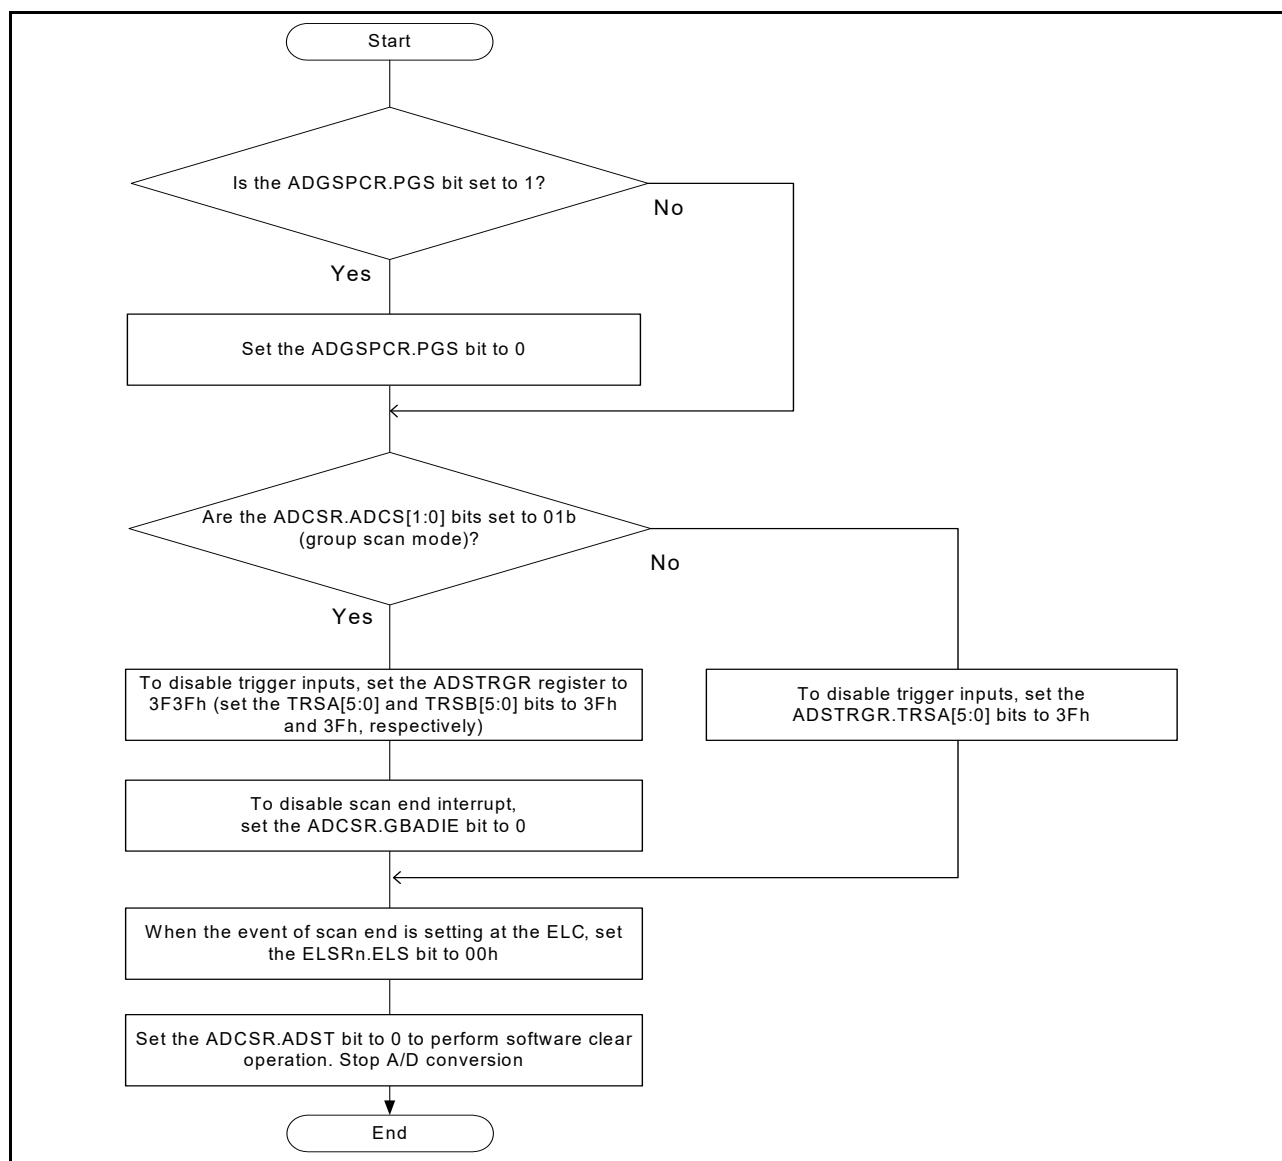 Start
Is the ADGSPCR.PGS bit set to 1?
No
Yes
Set the ADGSPCR.PGS bit to 0
Are the ADCSR.ADCS[1:0] bits set to 01b
(group scan mode)?
No
Yes
To disable trigger inputs, set the ADSTRGR register to
3F3Fh (set the TRSA[5:0] and TRSB[5:0] bits to 3Fh
and 3Fh, respectively)
To disable trigger inputs, set the
ADSTRGR.TRSA[5:0] bits to 3Fh
To disable scan end interrupt,
set the ADCSR.GBADIE bit to 0
When the event of scan end is setting at the ELC, set
the ELSRn.ELS bit to 00h
Set the ADCSR.ADST bit to 0 to perform software clear
operation. Stop A/D conversion
End